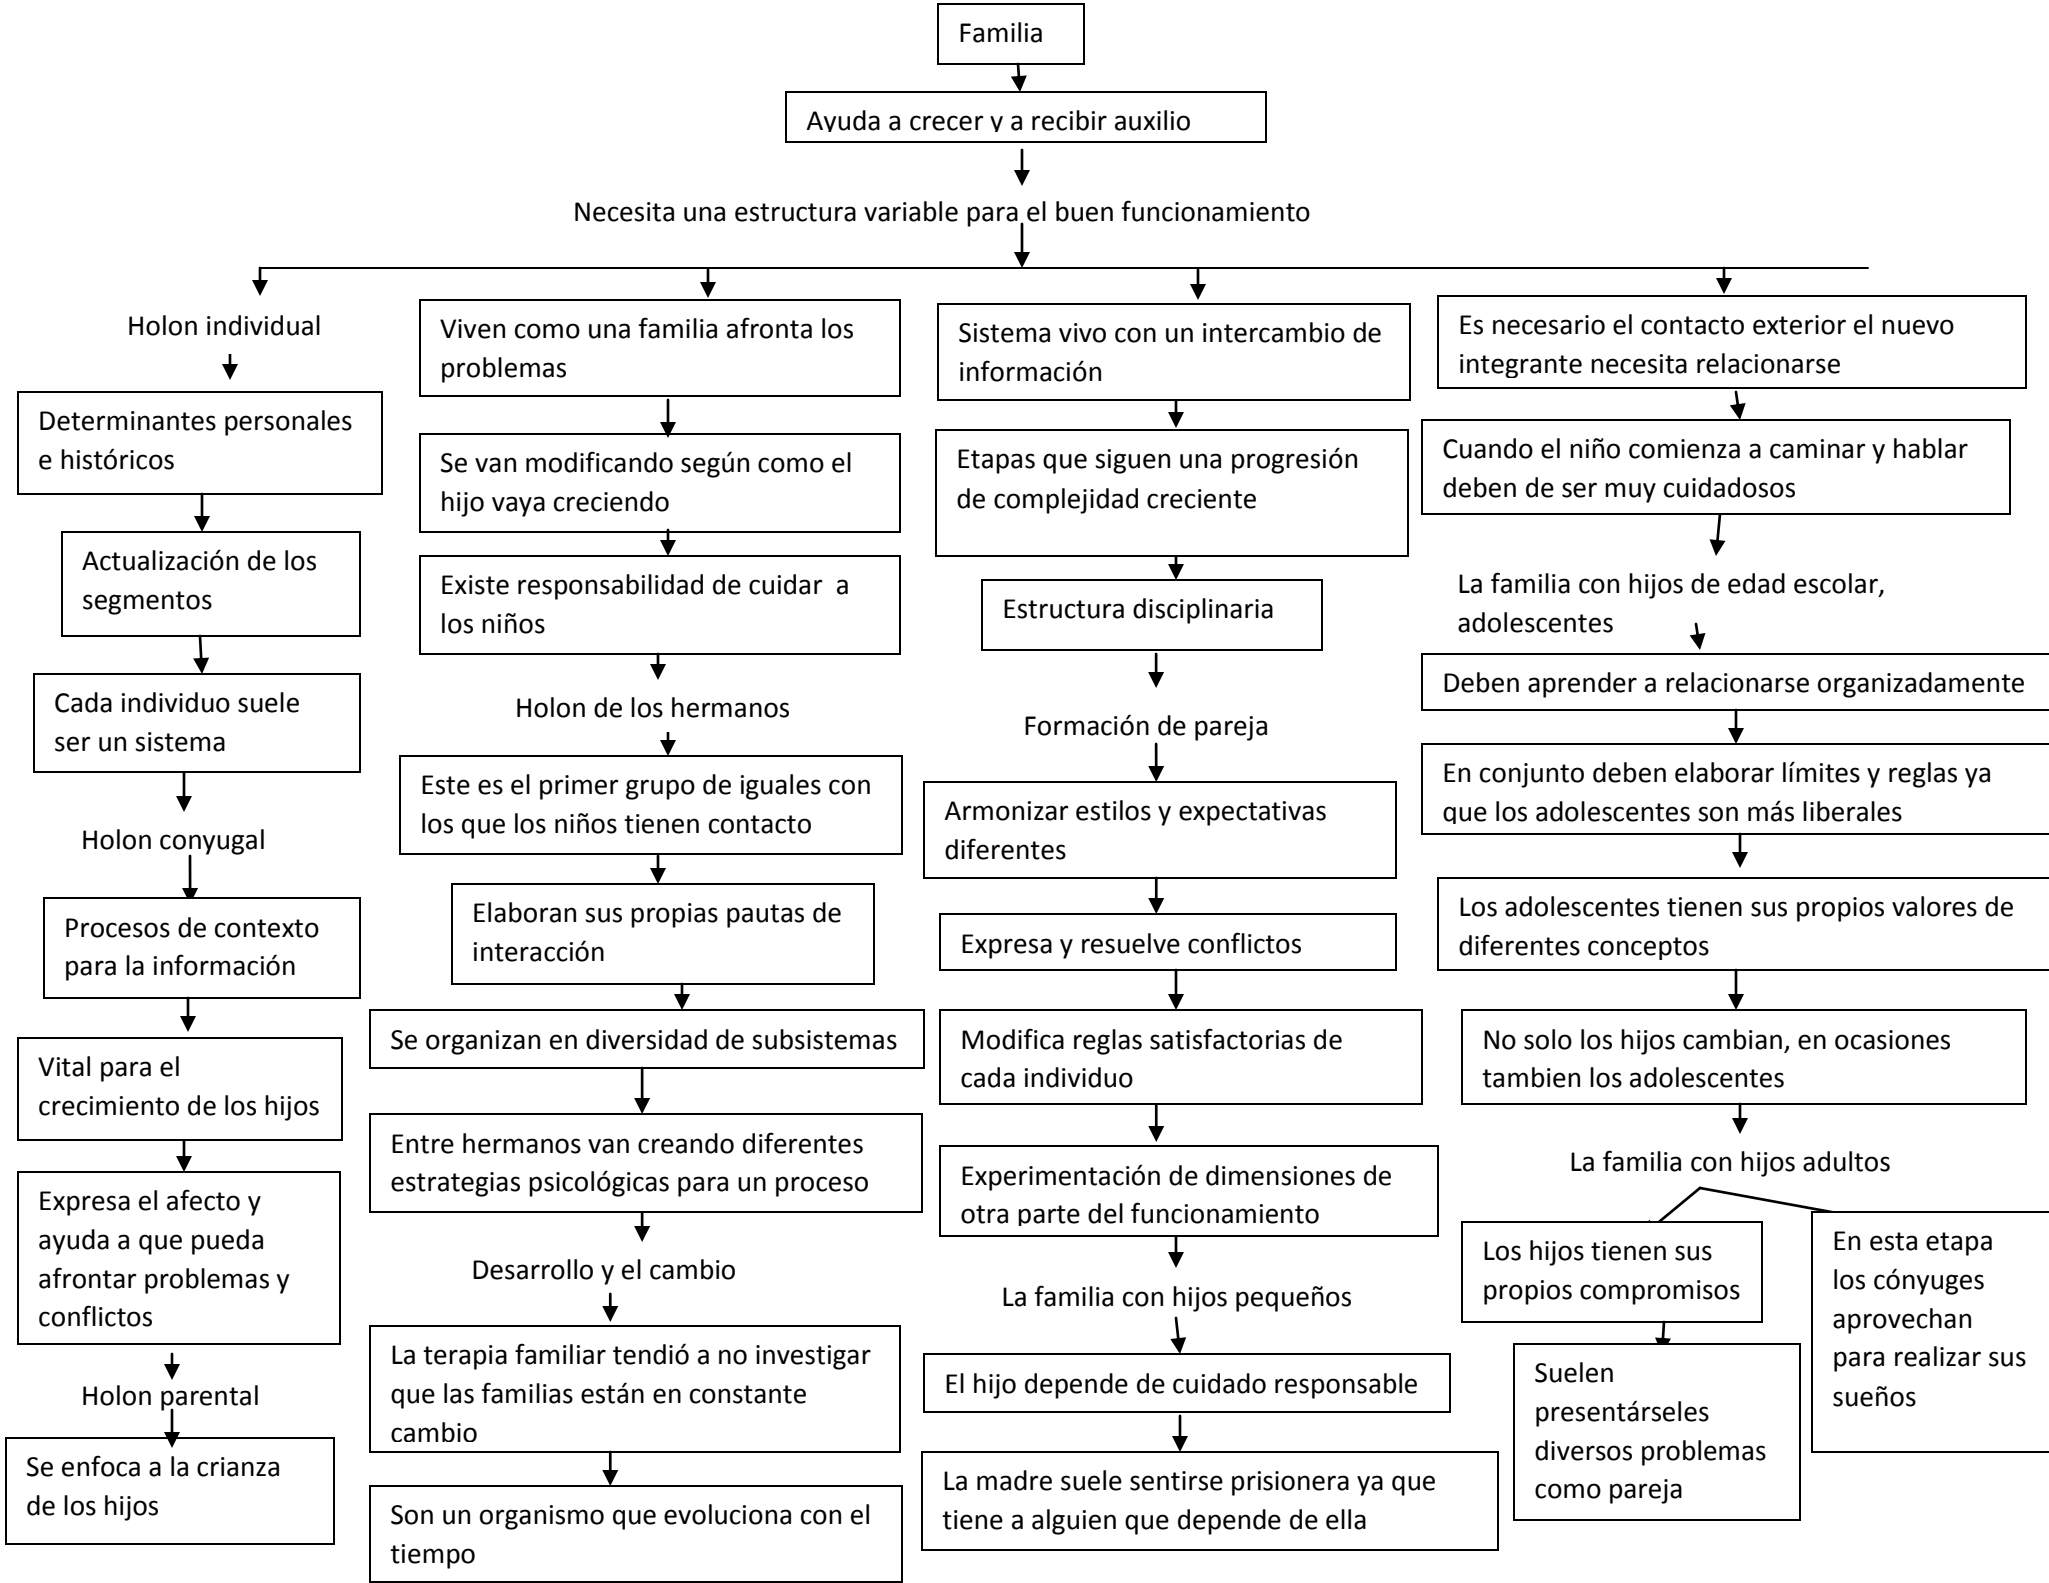 Familia
Ayuda a crecer y a recibir auxilio
Necesita una estructura variable para el buen funcionamiento
Holon individual
Determinantes personales
e históricos
Actualización de los
segmentos
Cada individuo suele
ser un sistema
Holon conyugal
Procesos de contexto
para la información
Vital para el
crecimiento de los hijos
Expresa el afecto y
ayuda a que pueda
afrontar problemas y
conflictos
Holon parental
Se enfoca a la crianza
de los hijos
Viven como una familia afronta los
problemas
Se van modificando según como el
hijo vaya creciendo
Existe responsabilidad de cuidar a
los niños
Holon de los hermanos
Este es el primer grupo de iguales con
los que los niños tienen contacto
Elaboran sus propias pautas de
interacción
Se organizan en diversidad de subsistemas
Entre hermanos van creando diferentes
estrategias psicológicas para un proceso
Desarrollo y el cambio
La terapia familiar tendió a no investigar
que las familias están en constante
cambio
Son un organismo que evoluciona con el
tiempo
Sistema vivo con un intercambio de
información
Etapas que siguen una progresión
de complejidad creciente
Estructura disciplinaria
Formación de pareja
Armonizar estilos y expectativas
diferentes
Expresa y resuelve conflictos
Modifica reglas satisfactorias de
cada individuo
Experimentación de dimensiones de
otra parte del funcionamiento
La familia con hijos pequeños
El hijo depende de cuidado responsable
La madre suele sentirse prisionera ya que
tiene a alguien que depende de ella
Es necesario el contacto exterior el nuevo
integrante necesita relacionarse
Cuando el niño comienza a caminar y hablar
deben de ser muy cuidadosos
La familia con hijos de edad escolar,
adolescentes
Deben aprender a relacionarse organizadamente
En conjunto deben elaborar límites y reglas ya
que los adolescentes son más liberales
Los adolescentes tienen sus propios valores de
diferentes conceptos
No solo los hijos cambian, en ocasiones
tambien los adolescentes
La familia con hijos adultos
Los hijos tienen sus
propios compromisos
Suelen
presentárseles
diversos problemas
como pareja
En esta etapa
los cónyuges
aprovechan
para realizar sus
sueños